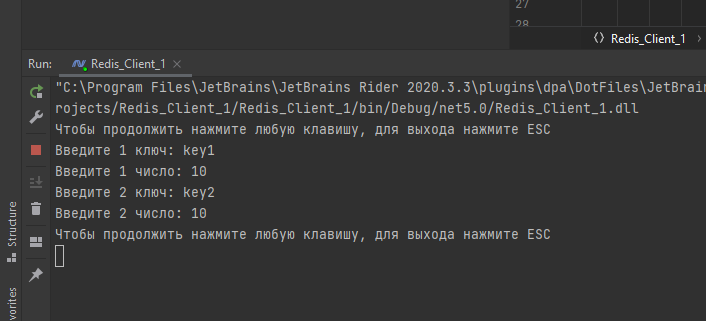 27
28
{} Redis_Client_1 >
Run: Redis_Client_1 ×
"C:\Program Files\JetBrains\JetBrains Rider 2020.3.3\plugins\dpa\DotFiles\JetBrain
rojects/Redis_Client_1/Redis_Client_1/bin/Debug/net5.0/Redis_Client_1.dll
Чтобы продолжить нажмите любую клавишу, для выхода нажмите ESC
Введите 1 ключ: key1
Введите 1 число: 10
Введите 2 ключ: key2
Введите 2 число: 10
Чтобы продолжить нажмите любую клавишу, для выхода нажмите ESC
Structure
vorites